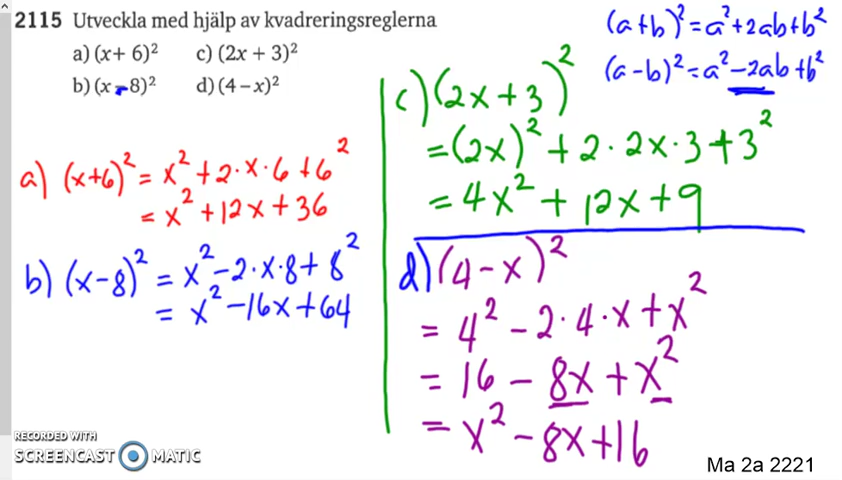 2115 Utveckla med hjälp av kvadreringsreglerna
a) (x + 6)² c) (2x + 3)²
b) (x - 8)² d) (4 – x)²
(a+b)² = a² + 2ab + b²
(a-b)² = a² - 2ab + b²
a) (x+6)² = x² + 2·x·6 + 6²
= x² + 12x + 36
b) (x-8)² = x² - 2·x·8 + 8²
= x² - 16x + 64
c) (2x+3)²
= (2x)² + 2·2x·3 + 3²
= 4x² + 12x + 9
d) (4-x)²
= 4² - 2·4·x + x²
= 16 - 8x + x²
= x² - 8x + 16
RECORDED WITH
SCREENCAST MATIC
Ma 2a 2221